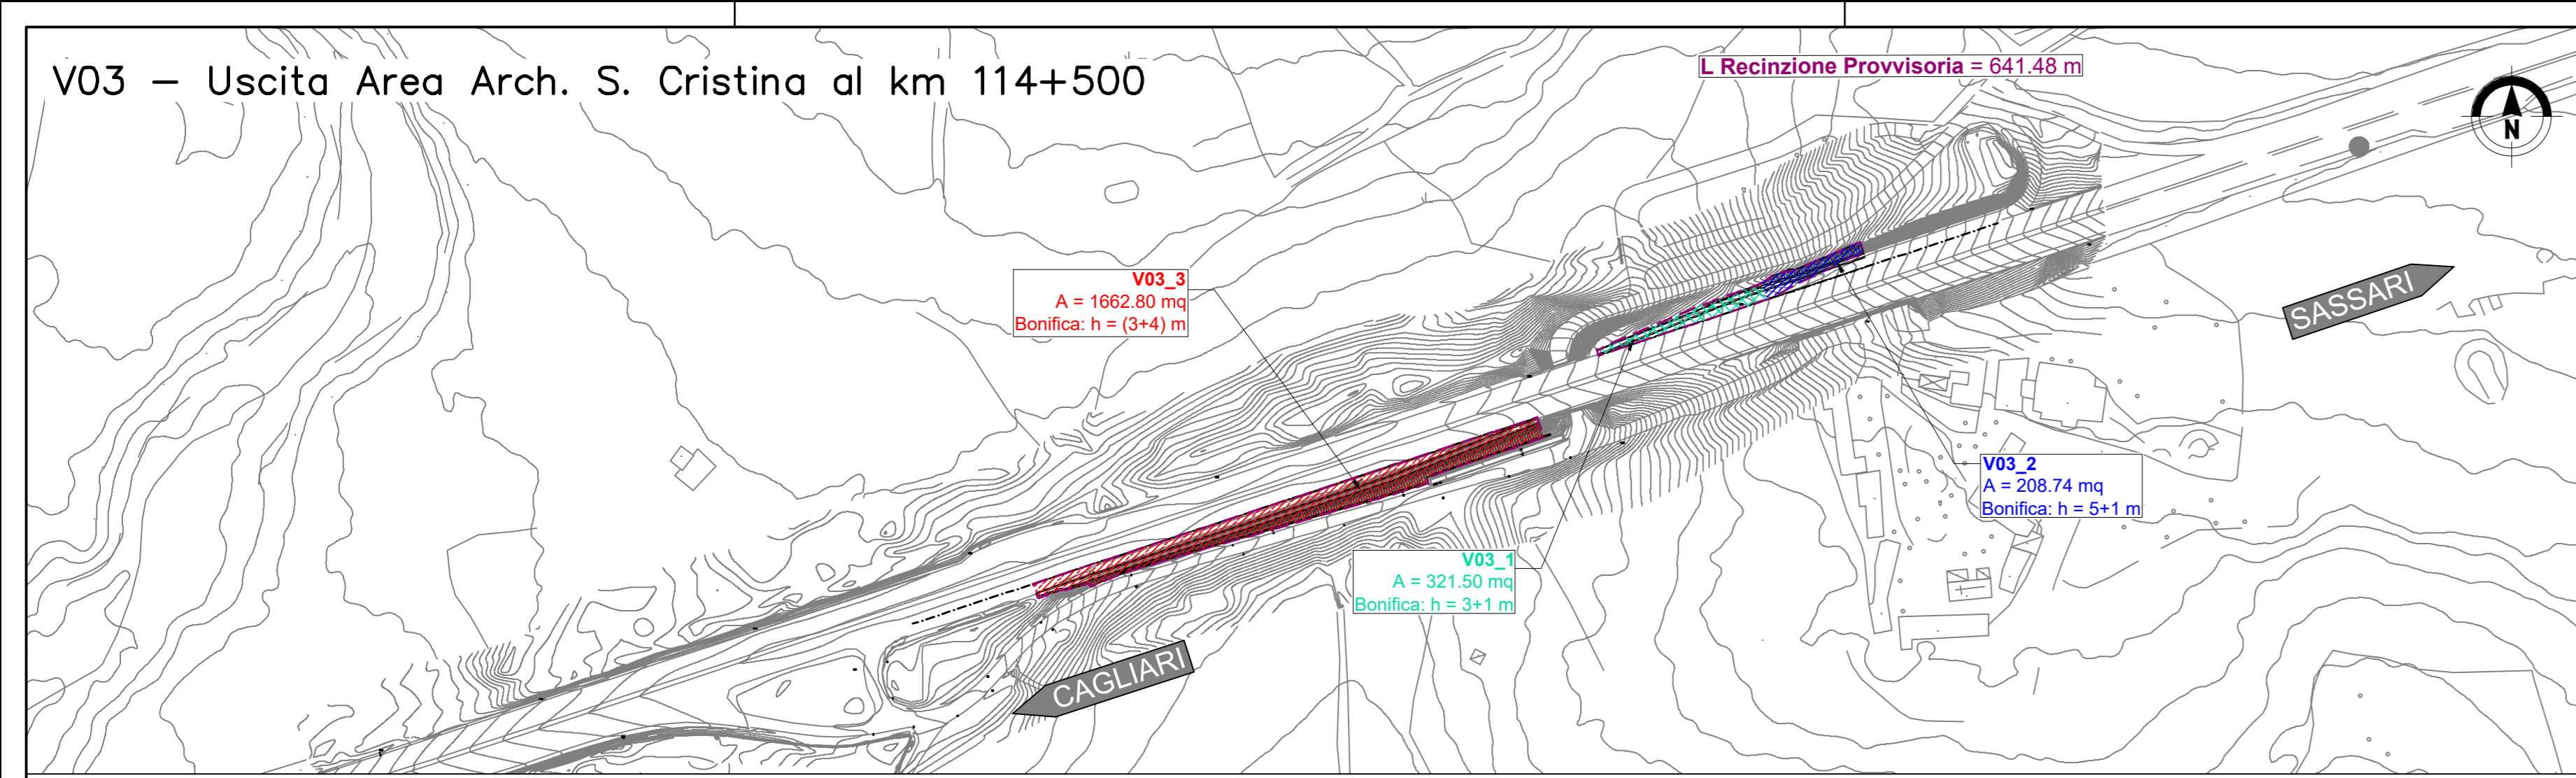 V03 – Uscita Area Arch. S. Cristina al km 114+500
L Recinzione Provvisoria = 641.48 m
N
SASSARI
V03_3
A = 1662.80 mq
Bonifica: h = (3+4) m
V03_2
A = 208.74 mq
Bonifica: h = 5+1 m
V03_1
A = 321.50 mq
Bonifica: h = 3+1 m
CAGLIARI